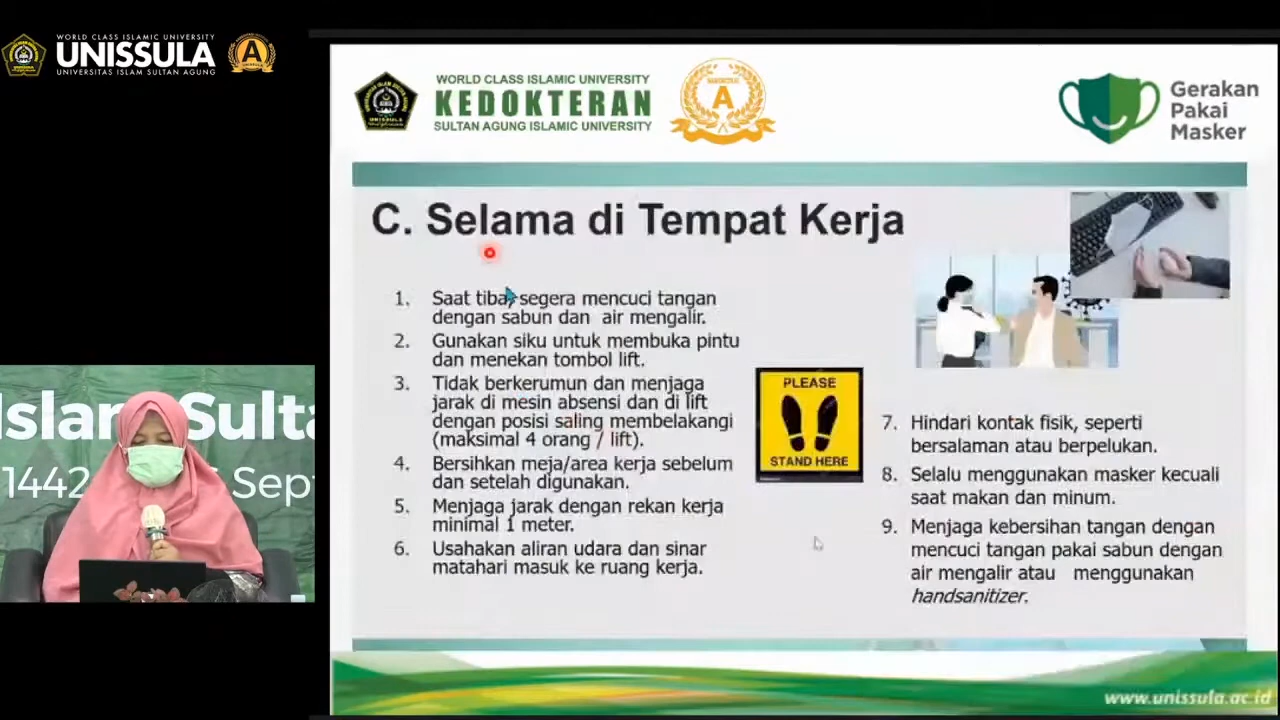 WORLD CLASS ISLAMIC UNIVERSITY
UNISSULA
UNIVERSITAS ISLAM SULTAN AGUNG
WORLD CLASS ISLAMIC UNIVERSITY
KEDOKTERAN
SULTAN AGUNG ISLAMIC UNIVERSITY
A
Gerakan
Pakai
Masker
C. Selama di Tempat Kerja
1. Saat tiba, segera mencuci tangan
dengan sabun dan air mengalir.
2. Gunakan siku untuk membuka pintu
dan menekan tombol lift.
3. Tidak berkerumun dan menjaga
jarak di mesin absensi dan di lift
dengan posisi saling membelakangi
(maksimal 4 orang / lift).
4. Bersihkan meja/area kerja sebelum
dan setelah digunakan.
5. Menjaga jarak dengan rekan kerja
minimal 1 meter.
6. Usahakan aliran udara dan sinar
matahari masuk ke ruang kerja.
PLEASE
STAND HERE
7. Hindari kontak fisik, seperti
bersalaman atau berpelukan.
8. Selalu menggunakan masker kecuali
saat makan dan minum.
9. Menjaga kebersihan tangan dengan
mencuci tangan pakai sabun dengan
air mengalir atau menggunakan
handsanitizer.
Islam Sulta
1442 Sept
www.unissula.ac.id